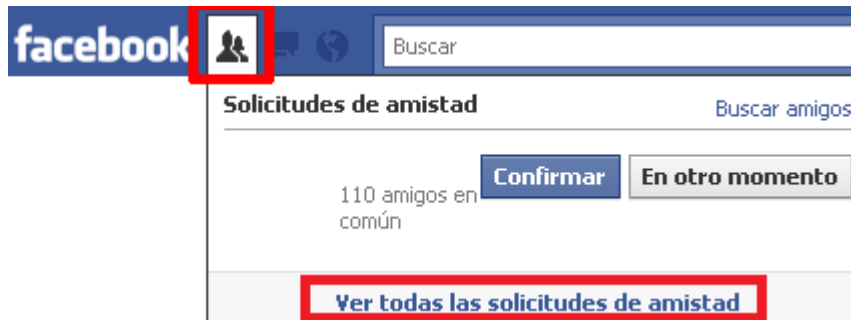 facebook
Buscar
Solicitudes de amistad
Buscar amigos
Confirmar
En otro momento
110 amigos en
común
Ver todas las solicitudes de amistad